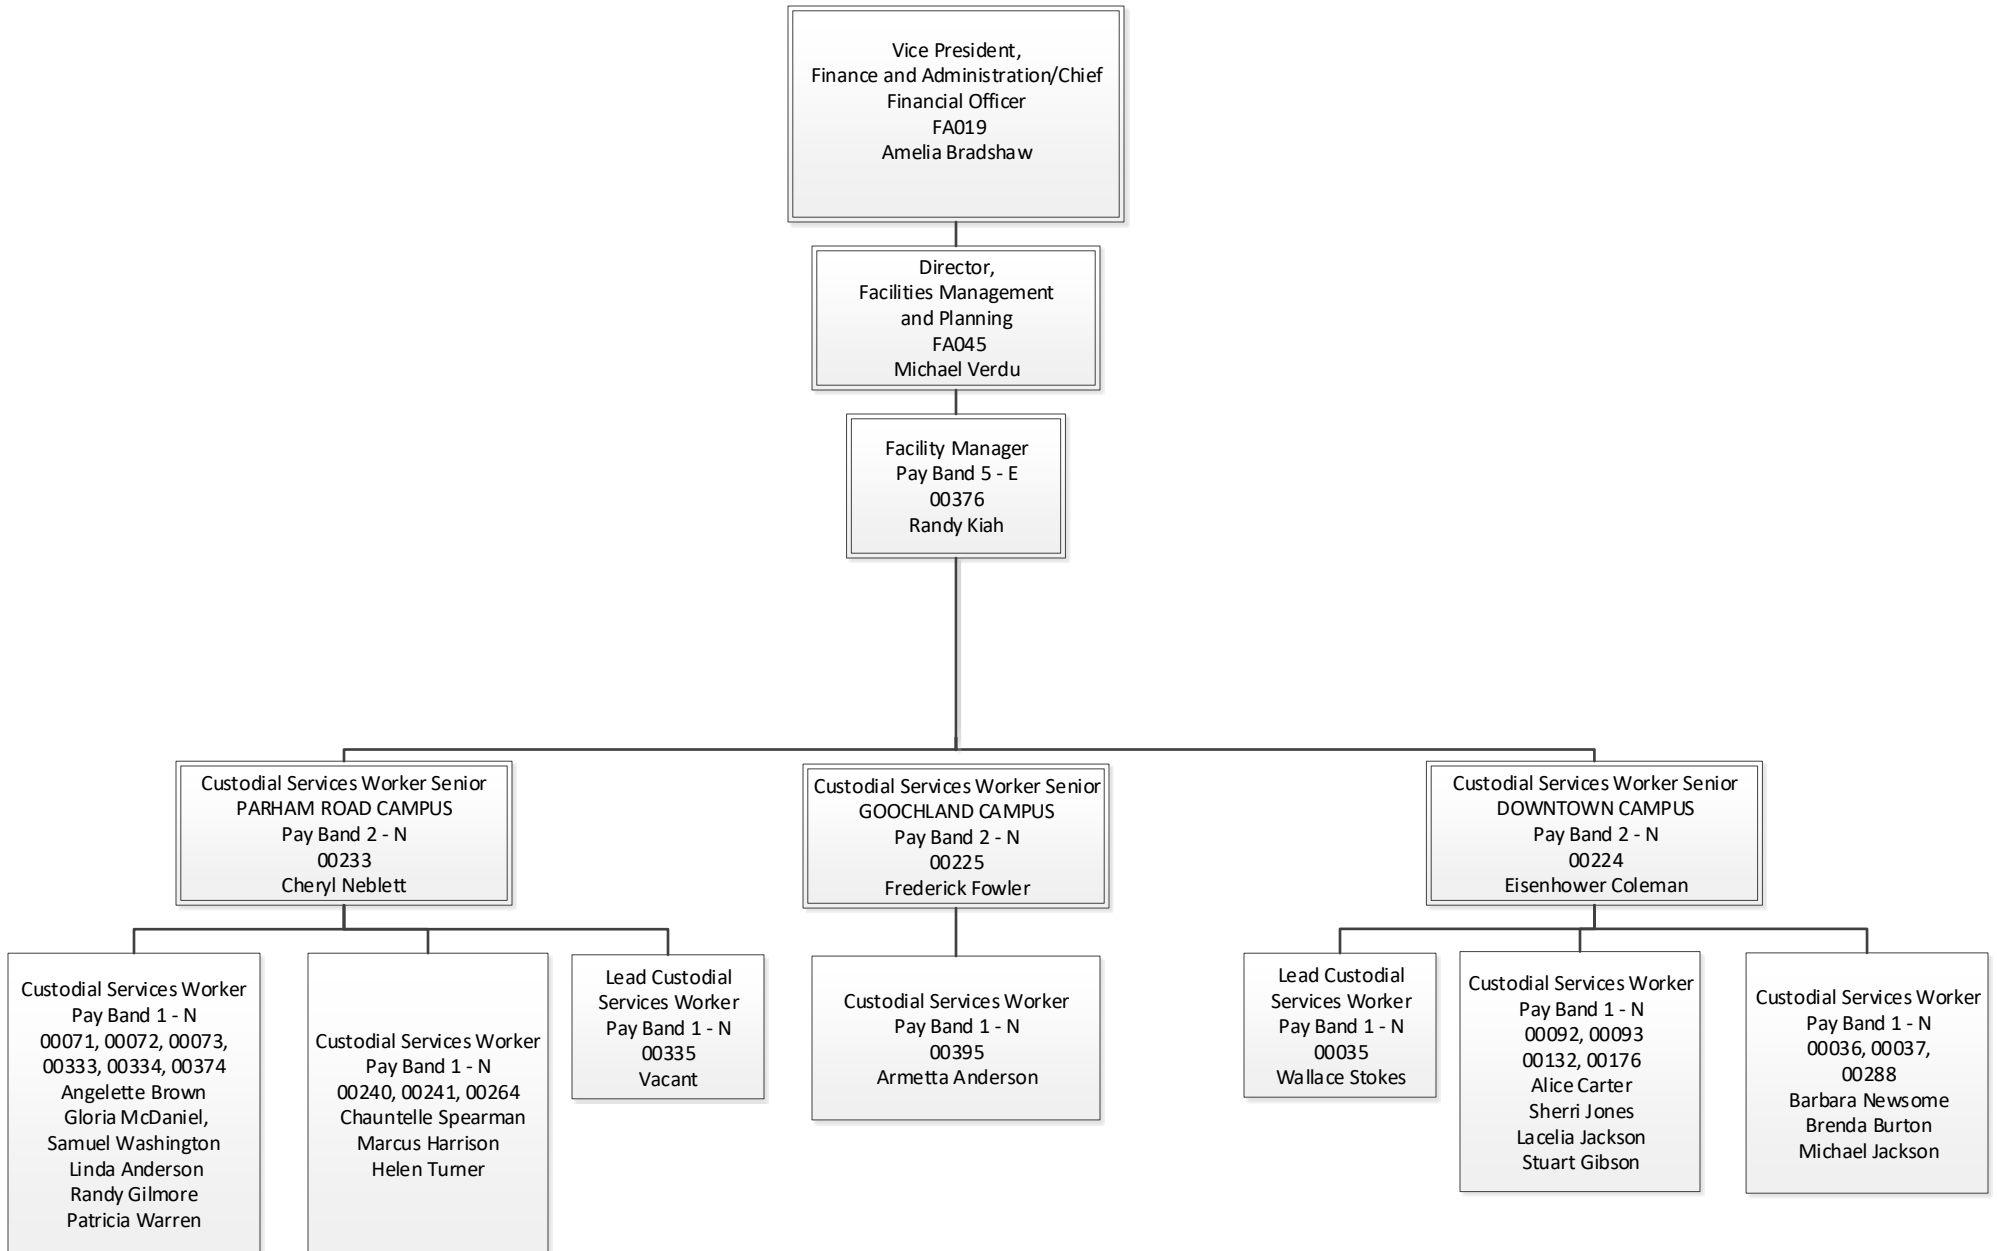 Vice President,
Finance and Administration/Chief
Financial Officer
FA019
Amelia Bradshaw
Director,
Facilities Management
and Planning
FA045
Michael Verdu
Facility Manager
Pay Band 5 - E
00376
Randy Kiah
Custodial Services Worker Senior
PARHAM ROAD CAMPUS
Pay Band 2 - N
00233
Cheryl Neblett
Custodial Services Worker Senior
GOOCHLAND CAMPUS
Pay Band 2 - N
00225
Frederick Fowler
Custodial Services Worker Senior
DOWNTOWN CAMPUS
Pay Band 2 - N
00224
Eisenhower Coleman
Custodial Services Worker
Pay Band 1 - N
00071, 00072, 00073,
00333, 00334, 00374
Angelette Brown
Gloria McDaniel,
Samuel Washington
Linda Anderson
Randy Gilmore
Patricia Warren
Custodial Services Worker
Pay Band 1 - N
00240, 00241, 00264
Chauntelle Spearman
Marcus Harrison
Helen Turner
Lead Custodial
Services Worker
Pay Band 1 - N
00335
Vacant
Custodial Services Worker
Pay Band 1 - N
00395
Armetta Anderson
Lead Custodial
Services Worker
Pay Band 1 - N
00035
Wallace Stokes
Custodial Services Worker
Pay Band 1 - N
00092, 00093
00132, 00176
Alice Carter
Sherri Jones
Lacelia Jackson
Stuart Gibson
Custodial Services Worker
Pay Band 1 - N
00036, 00037,
00288
Barbara Newsome
Brenda Burton
Michael Jackson